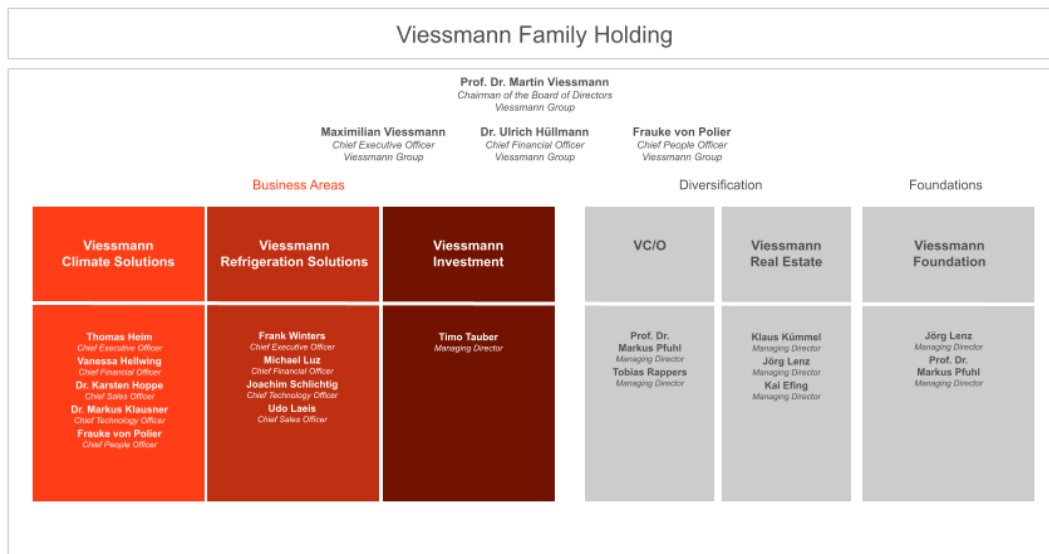 Viessmann Family Holding
Prof. Dr. Martin Viessmann
Chairman of the Board of Directors
Viessmann Group
Maximilian Viessmann
Chief Executive Officer
Viessmann Group
Dr. Ulrich Hüllmann
Chief Financial Officer
Viessmann Group
Frauke von Polier
Chief People Officer
Viessmann Group
Business Areas
Diversification
Foundations
Viessmann
Climate Solutions
Thomas Heim
Chief Executive Officer
Vanessa Hellwing
Chief Financial Officer
Dr. Karsten Hoppe
Chief Sales Officer
Dr. Markus Klausner
Chief Technology Officer
Frauke von Polier
Chief People Officer
Viessmann
Refrigeration Solutions
Frank Winters
Chief Executive Officer
Michael Luz
Chief Financial Officer
Joachim Schlichtig
Chief Technology Officer
Udo Laeis
Chief Sales Officer
Viessmann
Investment
Timo Tauber
Managing Director
VC/O
Prof. Dr.
Markus Pfuhl
Managing Director
Tobias Rappers
Managing Director
Viessmann
Real Estate
Klaus Kümmel
Managing Director
Jörg Lenz
Managing Director
Kai Efing
Managing Director
Viessmann
Foundation
Jörg Lenz
Managing Director
Prof. Dr.
Markus Pfuhl
Managing Director